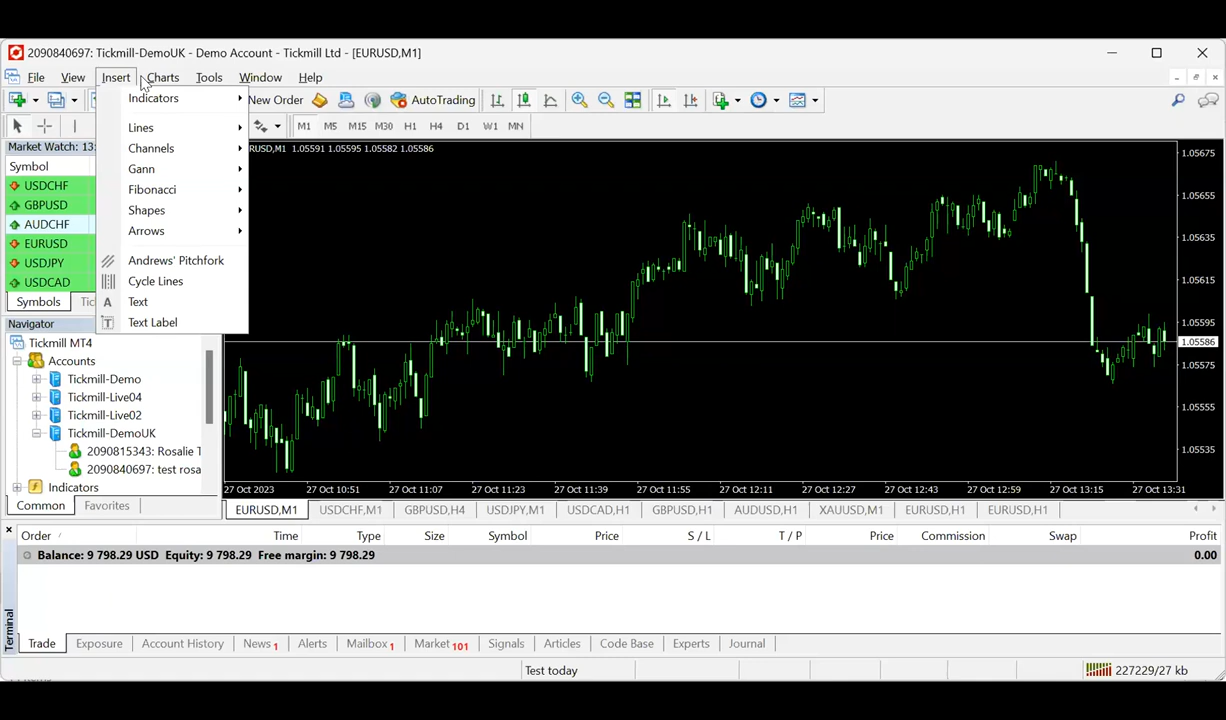 2090840697: Tickmill-DemoUK - Demo Account - Tickmill Ltd - [EURUSD,M1]
File View Insert Charts Tools Window Help
New Order AutoTrading
M1 M5 M15 M30 H1 H4 D1 W1 MN
Indicators
Lines
Channels
Gann
Fibonacci
Shapes
Arrows
Andrews' Pitchfork
Cycle Lines
Text
Text Label
Market Watch: 13:
Symbol
USDCHF
GBPUSD
AUDCHF
EURUSD
USDJPY
USDCAD
Symbols Tic
Navigator
Tickmill MT4
Accounts
Tickmill-Demo
Tickmill-Live04
Tickmill-Live02
Tickmill-DemoUK
2090815343: Rosalie T
2090840697: test rosa
Indicators
Common Favorites
RUSD,M1 1.05591 1.05595 1.05582 1.05586
1.05675
1.05655
1.05635
1.05615
1.05595
1.05586
1.05575
1.05555
1.05535
27 Oct 2023 27 Oct 10:51 27 Oct 11:07 27 Oct 11:23 27 Oct 11:39 27 Oct 11:55 27 Oct 12:11 27 Oct 12:27 27 Oct 12:43 27 Oct 12:59 27 Oct 13:15 27 Oct 13:31
EURUSD,M1 USDCHF,M1 GBPUSD,H4 USDJPY,M1 USDCAD,H1 GBPUSD,H1 AUDUSD,H1 XAUUSD,M1 EURUSD,H1 EURUSD,H1
Order Time Type Size Symbol Price S / L T / P Price Commission Swap Profit
Balance: 9 798.29 USD Equity: 9 798.29 Free margin: 9 798.29 0.00
Terminal
Trade Exposure Account History News 1 Alerts Mailbox 1 Market 101 Signals Articles Code Base Experts Journal
Test today 227229/27 kb